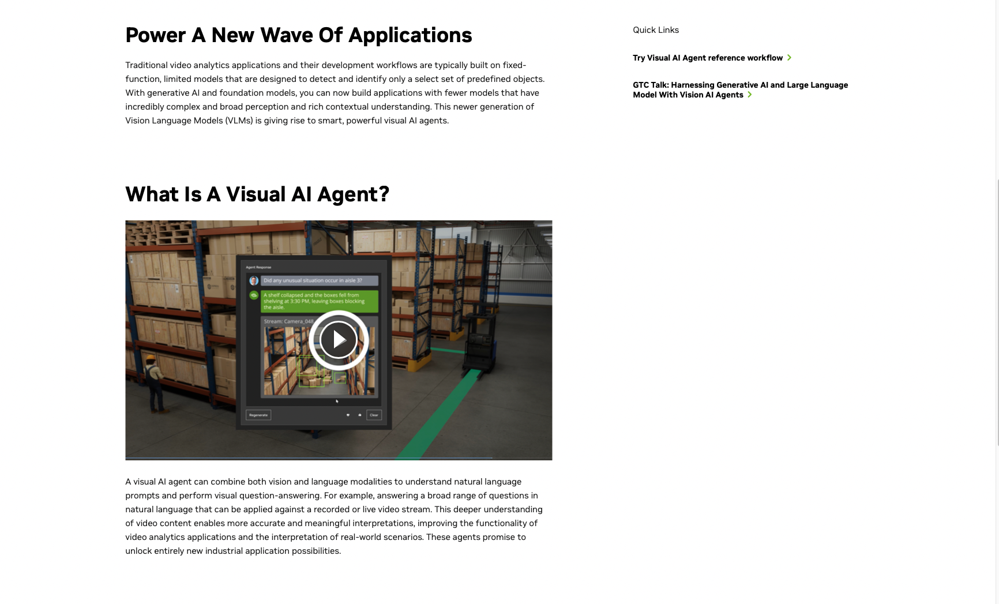 Power A New Wave Of Applications
Traditional video analytics applications and their development workflows are typically built on fixed-
function, limited models that are designed to detect and identify only a select set of predefined objects.
With generative AI and foundation models, you can now build applications with fewer models that have
incredibly complex and broad perception and rich contextual understanding. This newer generation of
Vision Language Models (VLMs) is giving rise to smart, powerful visual AI agents.
Quick Links
Try Visual AI Agent reference workflow
GTC Talk: Harnessing Generative AI and Large Language
Model With Vision AI Agents
What Is A Visual AI Agent?
Agent Response
Did any unusual situation occur in aisle 3?
A shelf collapsed and the boxes fell from
shelving at 3:30 PM, leaving boxes blocking
the aisle.
Stream: Camera_048
Regenerate
Clear
A visual AI agent can combine both vision and language modalities to understand natural language
prompts and perform visual question-answering. For example, answering a broad range of questions in
natural language that can be applied against a recorded or live video stream. This deeper understanding
of video content enables more accurate and meaningful interpretations, improving the functionality of
video analytics applications and the interpretation of real-world scenarios. These agents promise to
unlock entirely new industrial application possibilities.